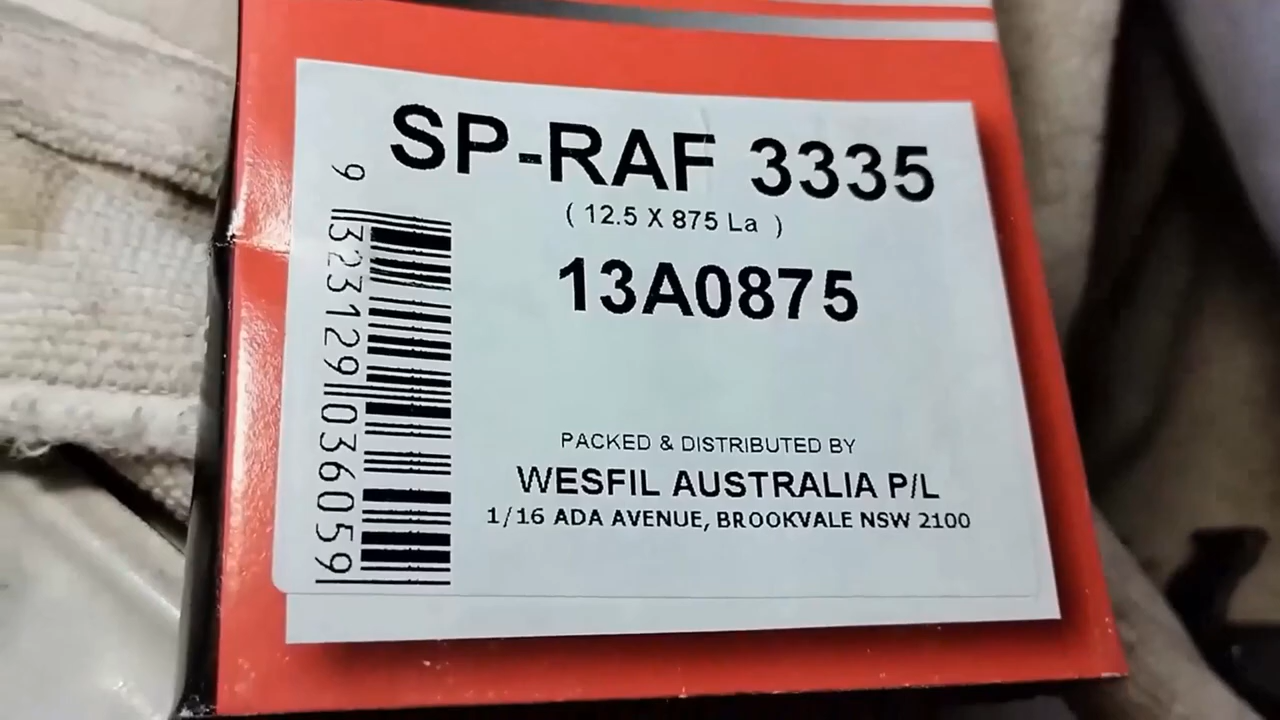 SP-RAF 3335
( 12.5 X 875 La )
13A0875
PACKED & DISTRIBUTED BY
WESFIL AUSTRALIA P/L
1/16 ADA AVENUE, BROOKVALE NSW 2100
9 323129 036059